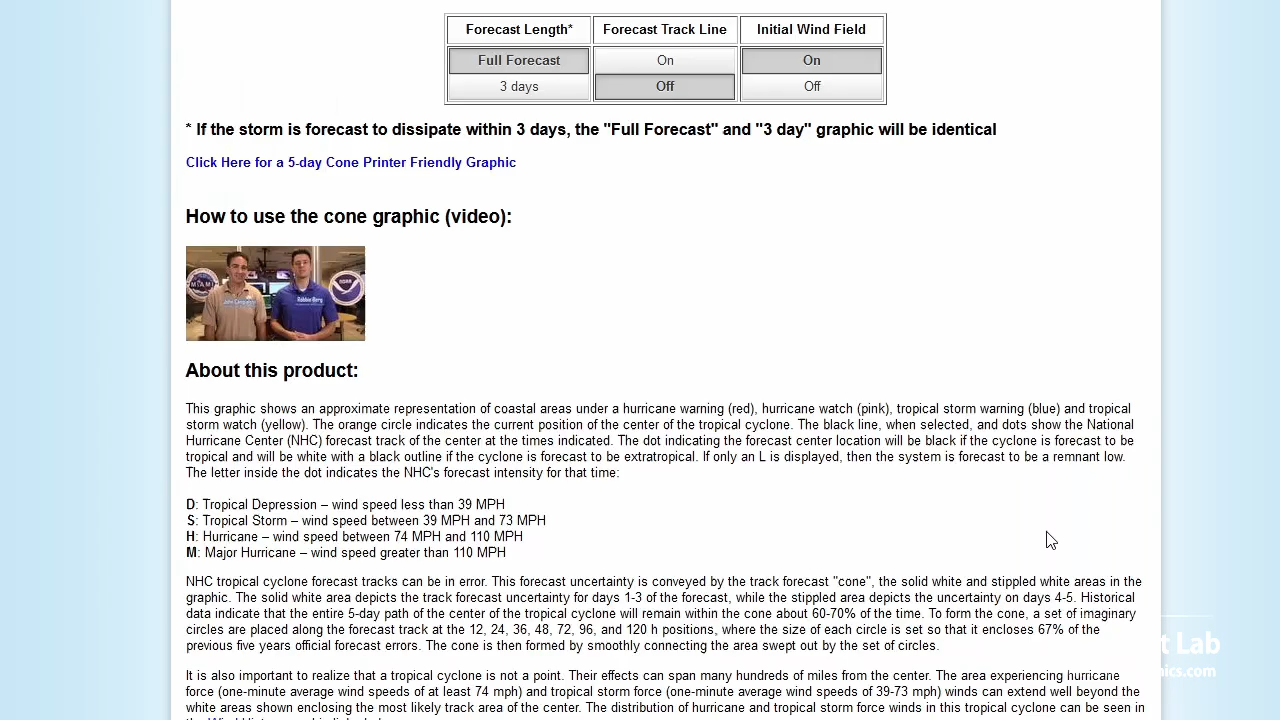 Forecast Length* Forecast Track Line Initial Wind Field
Full Forecast On On
3 days Off Off
* If the storm is forecast to dissipate within 3 days, the "Full Forecast" and "3 day" graphic will be identical
Click Here for a 5-day Cone Printer Friendly Graphic
How to use the cone graphic (video):
MIAMI
Robbie Berg
About this product:
This graphic shows an approximate representation of coastal areas under a hurricane warning (red), hurricane watch (pink), tropical storm warning (blue) and tropical
storm watch (yellow). The orange circle indicates the current position of the center of the tropical cyclone. The black line, when selected, and dots show the National
Hurricane Center (NHC) forecast track of the center at the times indicated. The dot indicating the forecast center location will be black if the cyclone is forecast to be
tropical and will be white with a black outline if the cyclone is forecast to be extratropical. If only an L is displayed, then the system is forecast to be a remnant low.
The letter inside the dot indicates the NHC's forecast intensity for that time:
D: Tropical Depression – wind speed less than 39 MPH
S: Tropical Storm – wind speed between 39 MPH and 73 MPH
H: Hurricane – wind speed between 74 MPH and 110 MPH
M: Major Hurricane – wind speed greater than 110 MPH
NHC tropical cyclone forecast tracks can be in error. This forecast uncertainty is conveyed by the track forecast "cone", the solid white and stippled white areas in the
graphic. The solid white area depicts the track forecast uncertainty for days 1-3 of the forecast, while the stippled area depicts the uncertainty on days 4-5. Historical
data indicate that the entire 5-day path of the center of the tropical cyclone will remain within the cone about 60-70% of the time. To form the cone, a set of imaginary
circles are placed along the forecast track at the 12, 24, 36, 48, 72, 96, and 120 h positions, where the size of each circle is set so that it encloses 67% of the
previous five years official forecast errors. The cone is then formed by smoothly connecting the area swept out by the set of circles.
t Lab
It is also important to realize that a tropical cyclone is not a point. Their effects can span many hundreds of miles from the center. The area experiencing hurricane
nics.com
force (one-minute average wind speeds of at least 74 mph) and tropical storm force (one-minute average wind speeds of 39-73 mph) winds can extend well beyond the
white areas shown enclosing the most likely track area of the center. The distribution of hurricane and tropical storm force winds in this tropical cyclone can be seen in